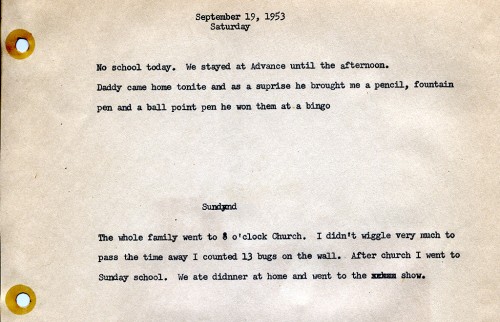 September 19, 1953
Saturday
No school today. We stayed at Advance until the afternoon.
Daddy came home tonite and as a suprise he brought me a pencil, fountain
pen and a ball point pen he won them at a bingo
The whole family went to 8 o'clock Church. I didn't wiggle very much to
pass the time away I counted 13 bugs on the wall. After church I went to
Sunday school. We ate didnner at home and went to the show.